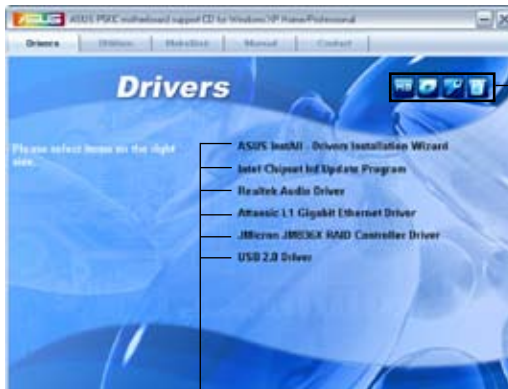 ASUS P5KC motherboard support CD for Windows XP Home/Professional
Drivers Utilities Make Disk Manual Contact
Drivers
Please select items on the right
side.
ASUS InstAll - Drivers Installation Wizard
Intel Chipset Inf Update Program
Realtek Audio Driver
Attansic L1 Gigabit Ethernet Driver
JMicron JMB36X RAID Controller Driver
USB 2.0 Driver